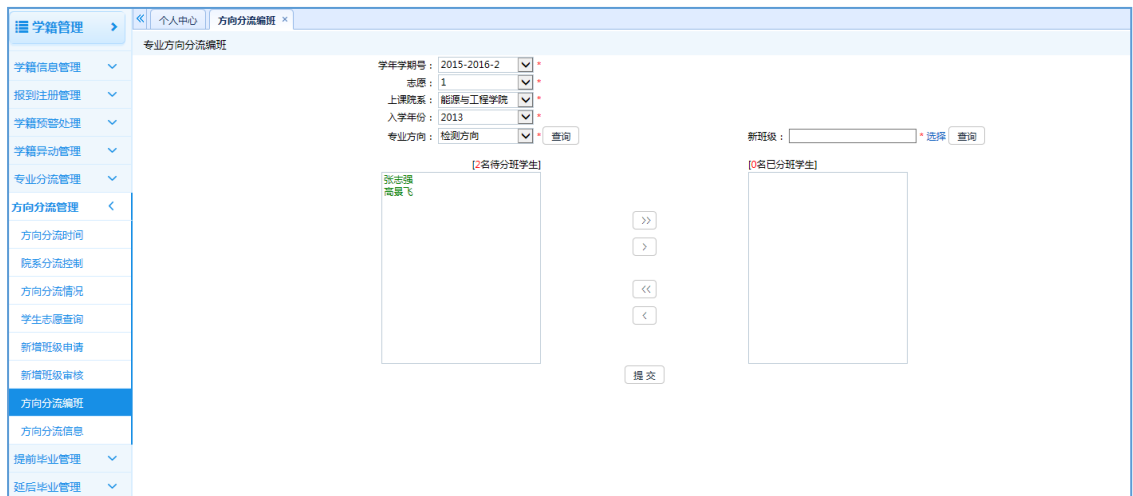 学籍管理
学籍信息管理
报到注册管理
学籍预警处理
学籍异动管理
专业分流管理
方向分流管理
方向分流时间
院系分流控制
方向分流情况
学生志愿查询
新增班级申请
新增班级审核
方向分流编班
方向分流信息
提前毕业管理
延后毕业管理
个人中心 方向分流编班 ×
专业方向分流编班
学年学期号： 2015-2016-2 *
志愿： 1 *
上课院系： 能源与工程学院 *
入学年份： 2013 *
专业方向： 检测方向 * 查询 新班级： * 选择 查询
[2名待分班学生] [0名已分班学生]
张志强
高景飞
>>
>
<<
<
提交